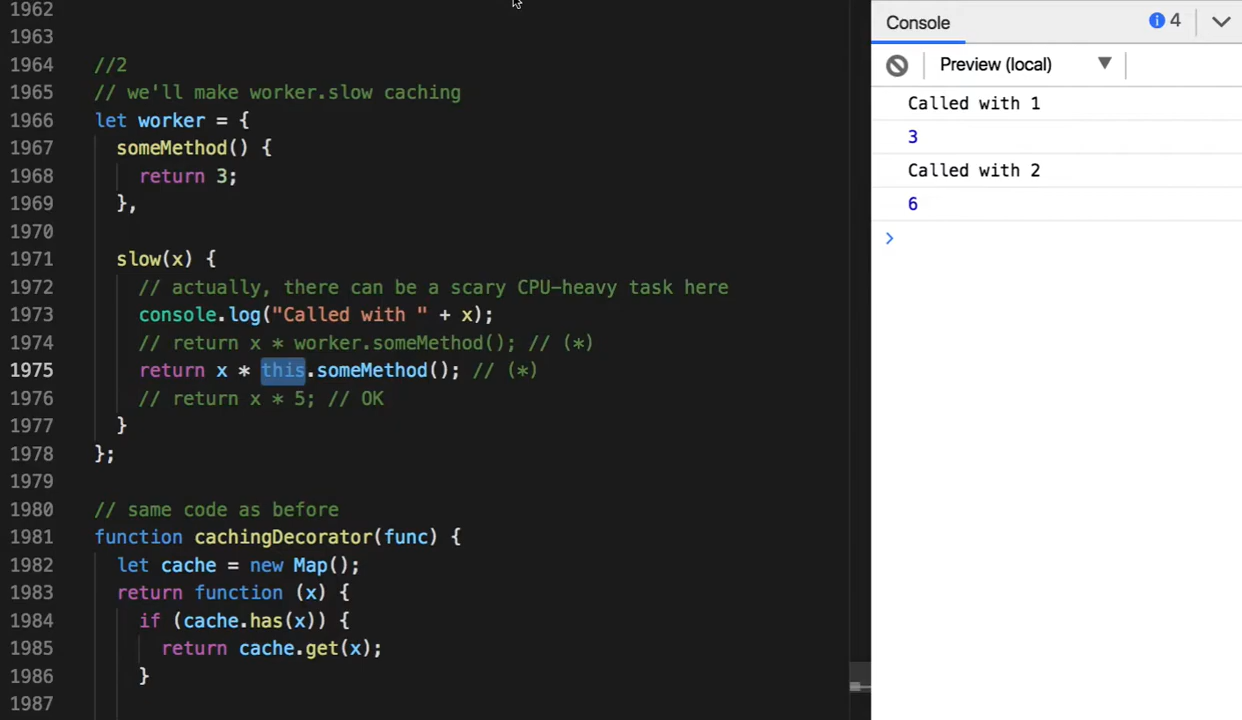 1962
1963
1964 //2
1965 // we'll make worker.slow caching
1966 let worker = {
1967 someMethod() {
1968 return 3;
1969 },
1970
1971 slow(x) {
1972 // actually, there can be a scary CPU-heavy task here
1973 console.log("Called with " + x);
1974 // return x * worker.someMethod(); // (*)
1975 return x * this.someMethod(); // (*)
1976 // return x * 5; // OK
1977 }
1978 };
1979
1980 // same code as before
1981 function cachingDecorator(func) {
1982 let cache = new Map();
1983 return function (x) {
1984 if (cache.has(x)) {
1985 return cache.get(x);
1986 }
1987
Console 4
Preview (local)
Called with 1
3
Called with 2
6